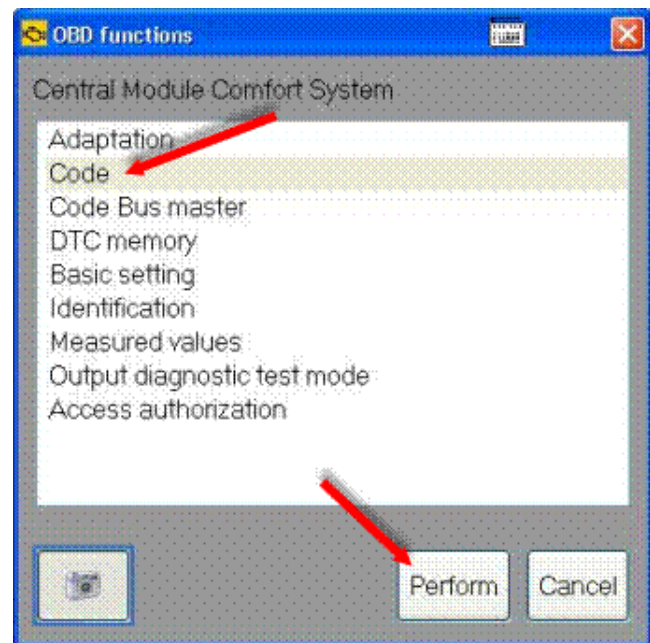 OBD functions
Central Module Comfort System
Adaptation
Code
Code Bus master
DTC memory
Basic setting
Identification
Measured values
Output diagnostic test mode
Access authorization
Perform
Cancel